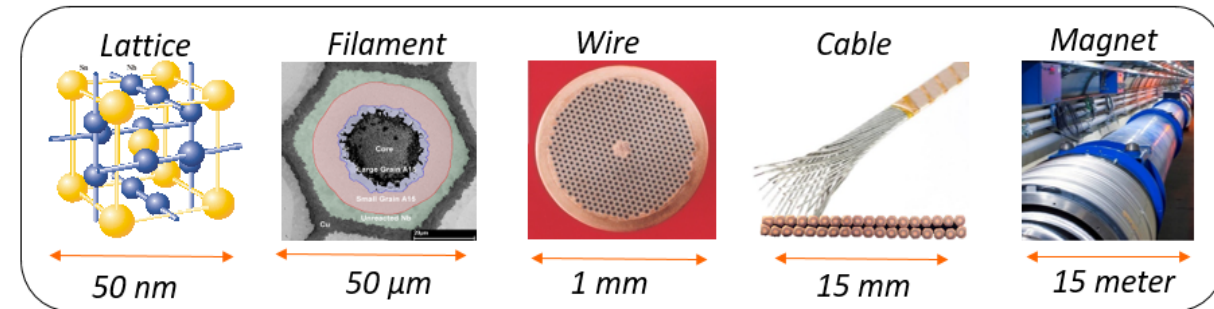 Lattice
Filament
Wire
Cable
Magnet
Sn
Nb
Core
Large Grain A15
Small Grain A15
Unreacted Nb
Cu
20µm
50 nm
50 µm
1 mm
15 mm
15 meter